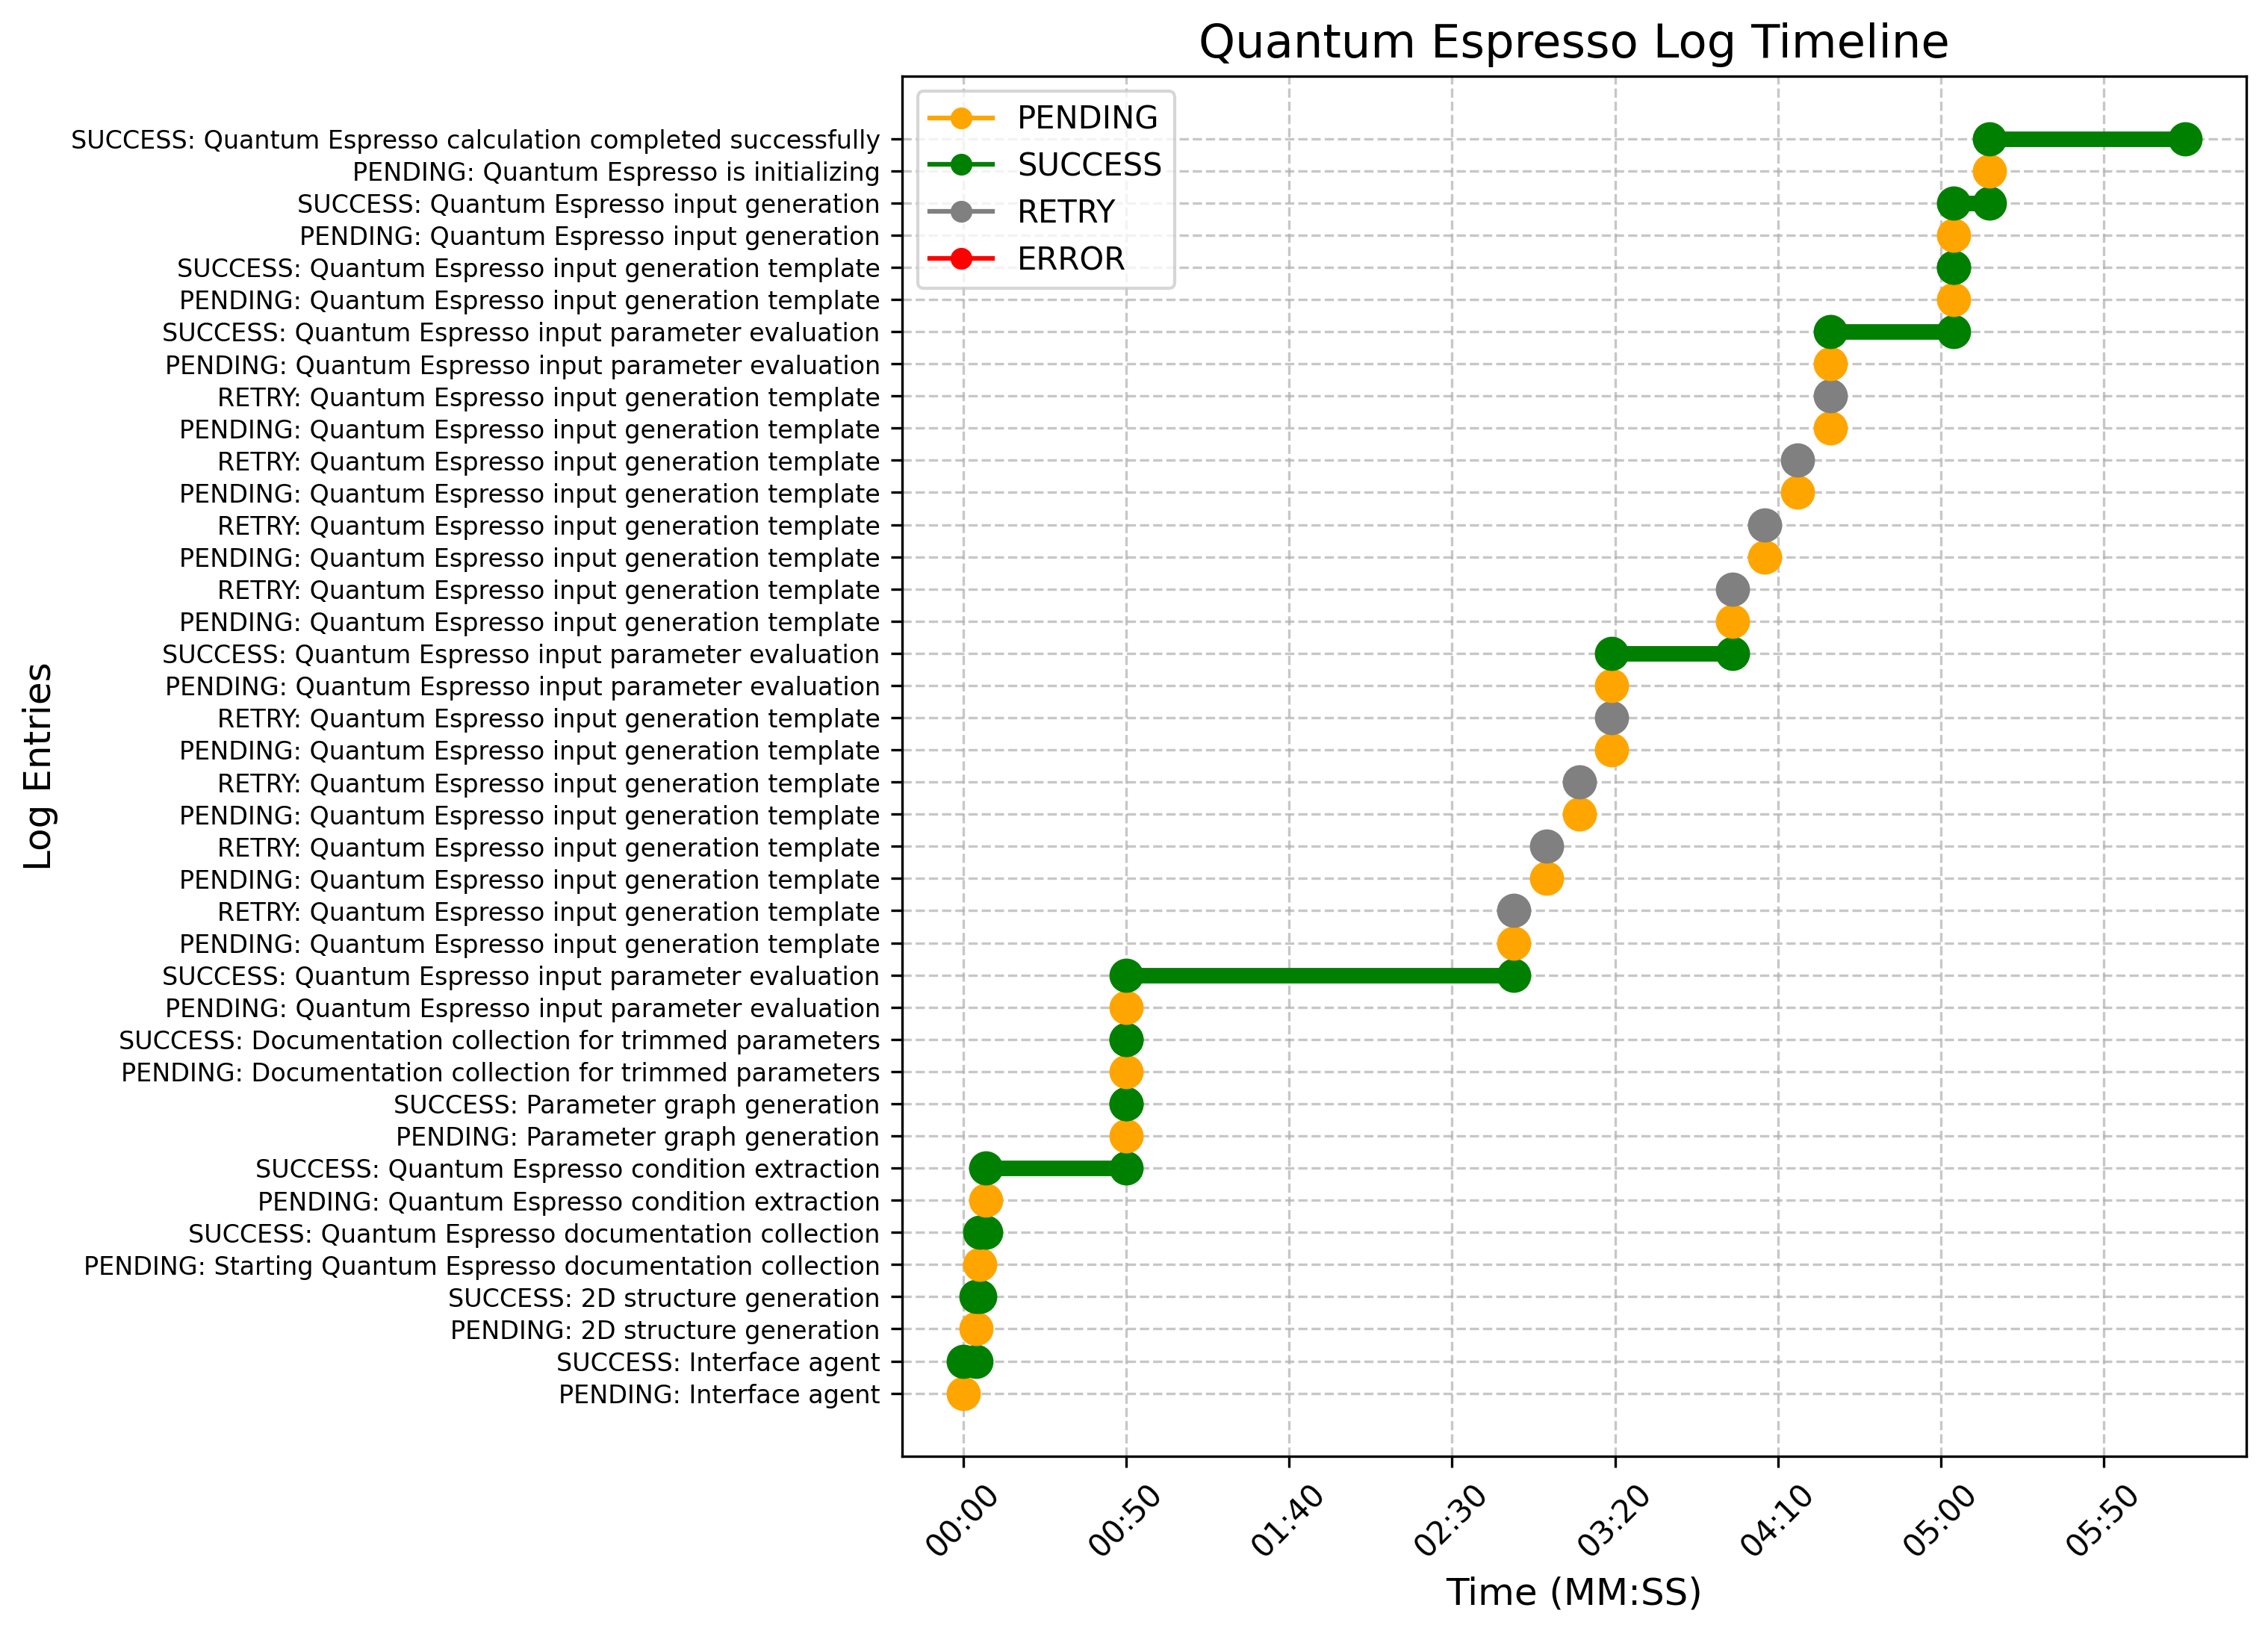 Quantum Espresso Log Timeline
PENDING
SUCCESS
RETRY
ERROR
SUCCESS: Quantum Espresso calculation completed successfully
PENDING: Quantum Espresso is initializing
SUCCESS: Quantum Espresso input generation
PENDING: Quantum Espresso input generation
SUCCESS: Quantum Espresso input generation template
PENDING: Quantum Espresso input generation template
SUCCESS: Quantum Espresso input parameter evaluation
PENDING: Quantum Espresso input parameter evaluation
RETRY: Quantum Espresso input generation template
PENDING: Quantum Espresso input generation template
RETRY: Quantum Espresso input generation template
PENDING: Quantum Espresso input generation template
RETRY: Quantum Espresso input generation template
PENDING: Quantum Espresso input generation template
RETRY: Quantum Espresso input generation template
PENDING: Quantum Espresso input generation template
SUCCESS: Quantum Espresso input parameter evaluation
PENDING: Quantum Espresso input parameter evaluation
RETRY: Quantum Espresso input generation template
PENDING: Quantum Espresso input generation template
RETRY: Quantum Espresso input generation template
PENDING: Quantum Espresso input generation template
RETRY: Quantum Espresso input generation template
PENDING: Quantum Espresso input generation template
RETRY: Quantum Espresso input generation template
PENDING: Quantum Espresso input generation template
SUCCESS: Quantum Espresso input parameter evaluation
PENDING: Quantum Espresso input parameter evaluation
SUCCESS: Documentation collection for trimmed parameters
PENDING: Documentation collection for trimmed parameters
SUCCESS: Parameter graph generation
PENDING: Parameter graph generation
SUCCESS: Quantum Espresso condition extraction
PENDING: Quantum Espresso condition extraction
SUCCESS: Quantum Espresso documentation collection
PENDING: Starting Quantum Espresso documentation collection
SUCCESS: 2D structure generation
PENDING: 2D structure generation
SUCCESS: Interface agent
PENDING: Interface agent
Log Entries
00:00
00:50
01:40
02:30
03:20
04:10
05:00
05:50
Time (MM:SS)